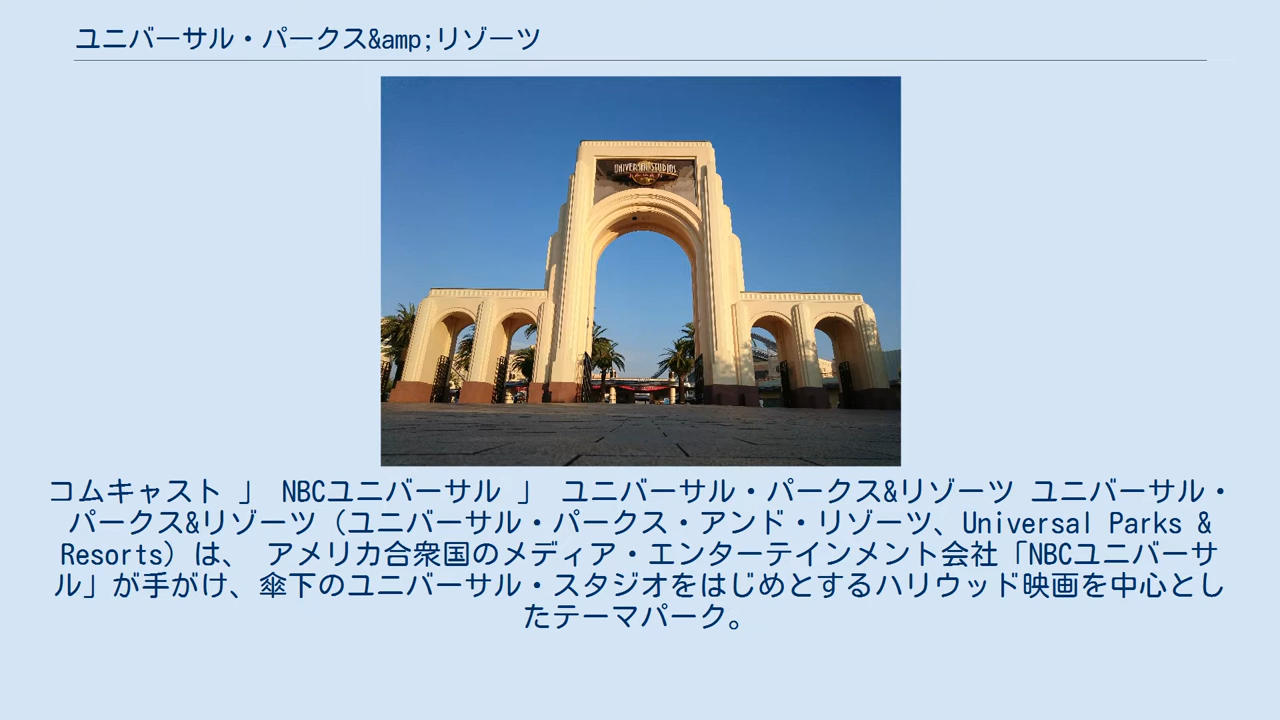 ユニバーサル・パークス&amp;リゾーツ
UNIVERSAL STUDIOS
JAPAN
コムキャスト 」 NBCユニバーサル 」 ユニバーサル・パークス&リゾーツ ユニバーサル・
パークス&リゾーツ（ユニバーサル・パークス・アンド・リゾーツ、Universal Parks &
Resorts）は、 アメリカ合衆国のメディア・エンターテインメント会社「NBCユニバーサ
ル」が手がけ、傘下のユニバーサル・スタジオをはじめとするハリウッド映画を中心とし
たテーマパーク。